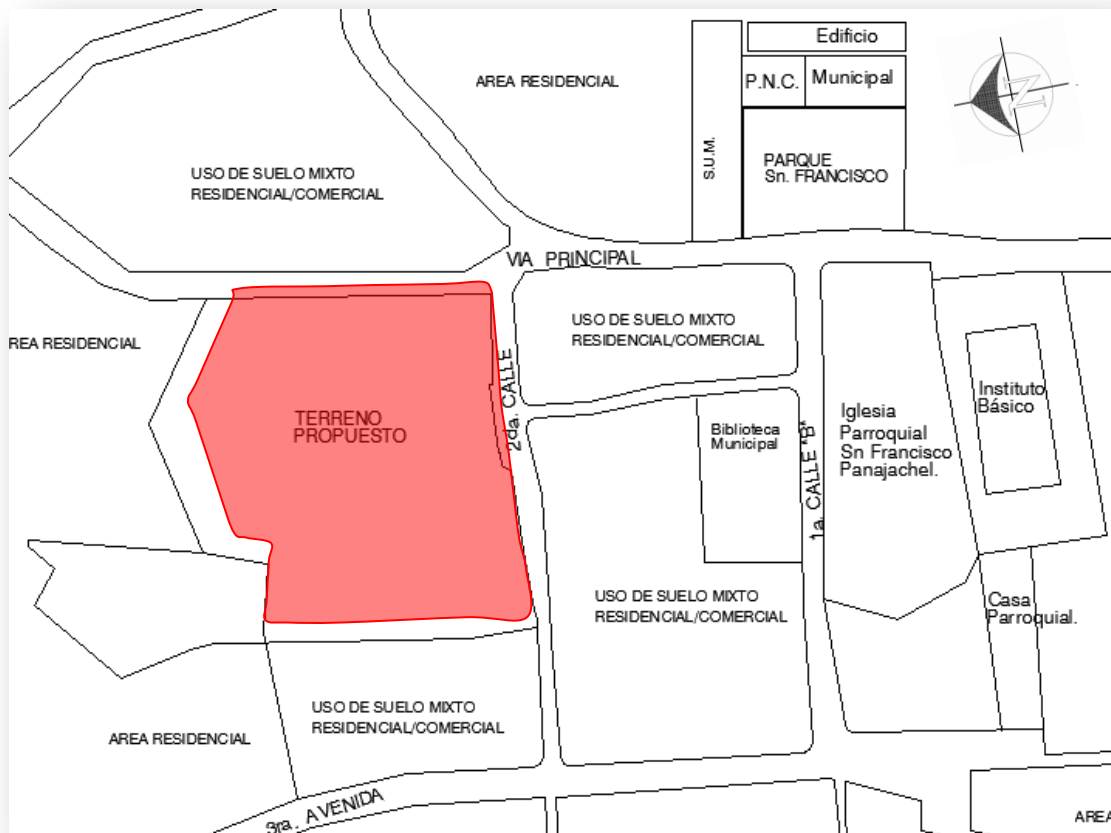 Edificio
P.N.C.
Municipal
AREA RESIDENCIAL
N
S.U.M.
PARQUE
Sn. FRANCISCO
USO DE SUELO MIXTO
RESIDENCIAL/COMERCIAL
VIA PRINCIPAL
REA RESIDENCIAL
USO DE SUELO MIXTO
RESIDENCIAL/COMERCIAL
2da. CALLE
TERRENO
PROPUESTO
Biblioteca
Municipal
1a. CALLE "B"
Iglesia
Parroquial
Sn Francisco
Panajachel.
Instituto
Básico
USO DE SUELO MIXTO
RESIDENCIAL/COMERCIAL
Casa
Parroquial.
USO DE SUELO MIXTO
RESIDENCIAL/COMERCIAL
AREA RESIDENCIAL
3ra. AVENIDA
AREA